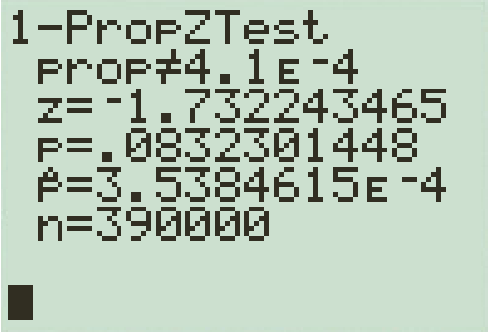 1-PropZTest
prop≠4.1ᴇ⁻4
z=⁻1.732243465
p=.0832301448
p̂=3.5384615ᴇ⁻4
n=390000